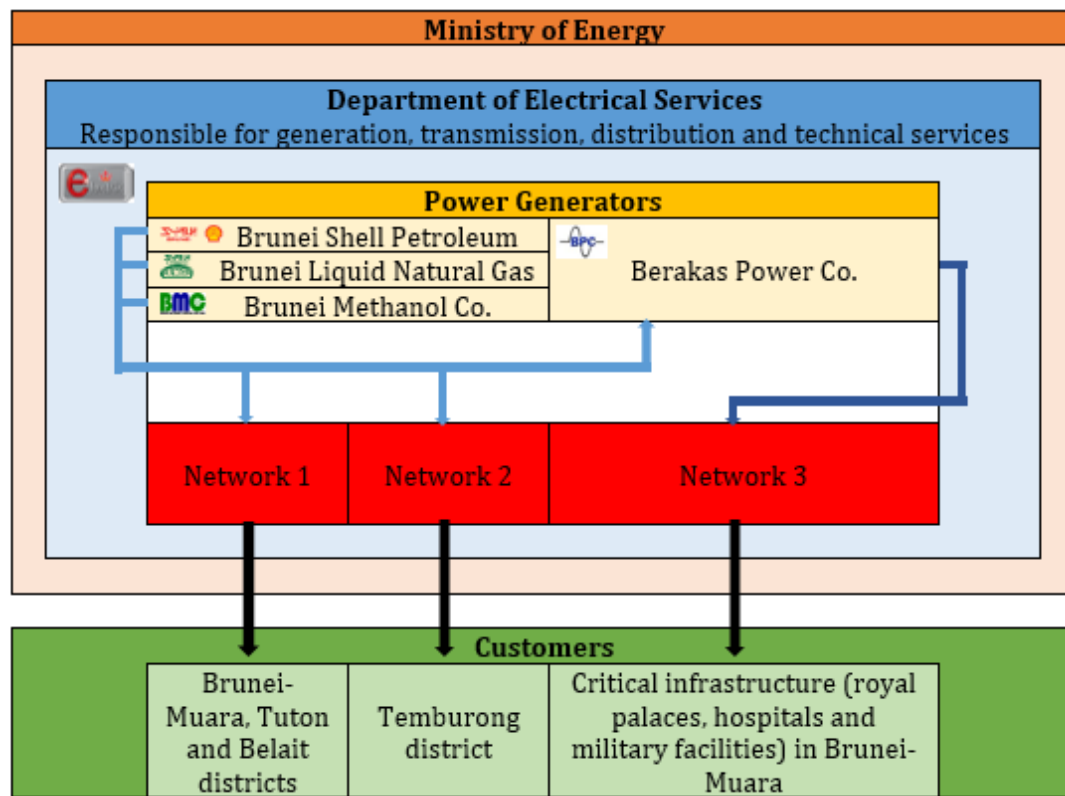 Ministry of Energy
Department of Electrical Services
Responsible for generation, transmission, distribution and technical services
Power Generators
Brunei Shell Petroleum
Brunei Liquid Natural Gas
BMC Brunei Methanol Co.
BPC
Berakas Power Co.
Network 1
Network 2
Network 3
Customers
Brunei-
Muara, Tuton
and Belait
districts
Temburong
district
Critical infrastructure (royal
palaces, hospitals and
military facilities) in Brunei-
Muara